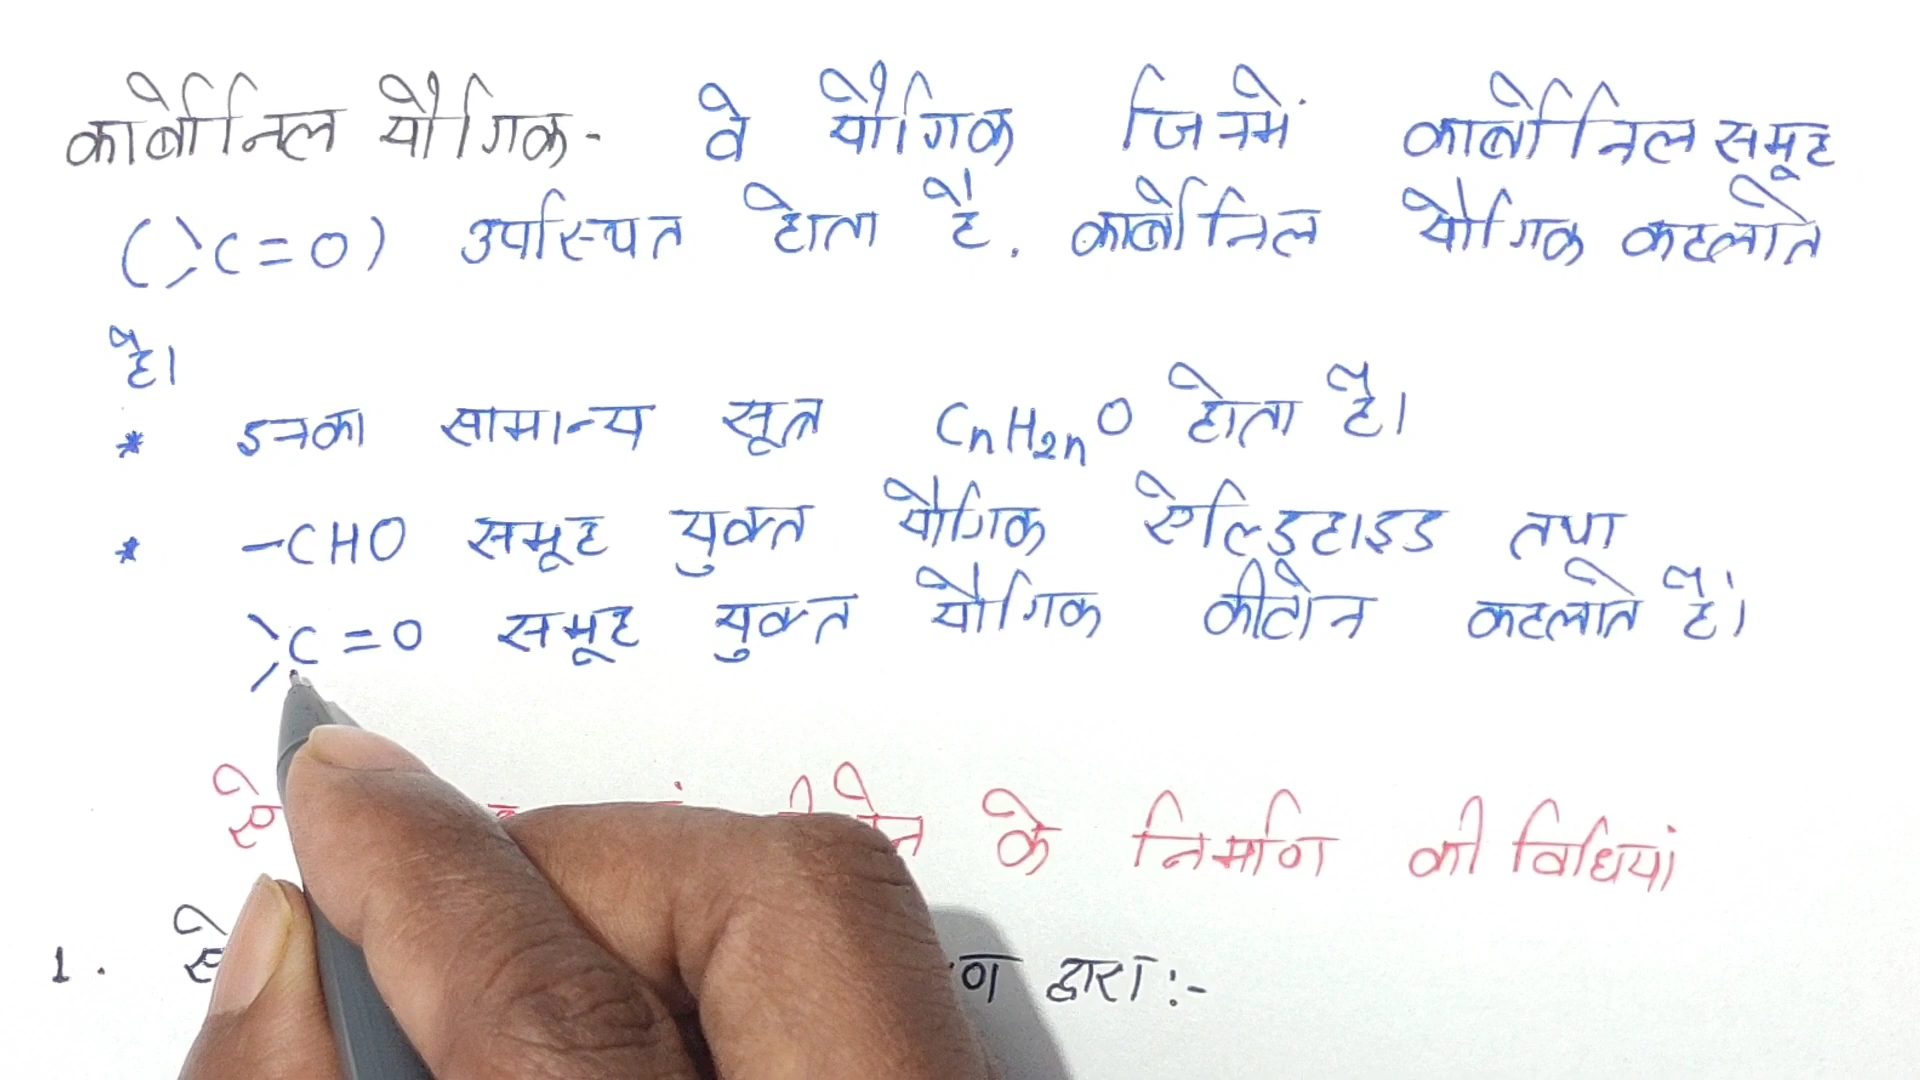 कार्बोनिल यौगिक - वे यौगिक जिनमें कार्बोनिल समूह
(>C=O) उपस्थित होता है. कार्बोनिल यौगिक कहलाते
है।
* इनका सामान्य सूत्र CnH2nO होता है।
* -CHO समूह युक्त यौगिक ऐल्डिहाइड तथा
>C=O समूह युक्त यौगिक कीटोन कहलाते हैं।
के निर्माण की विधियां
1. द्वारा :-